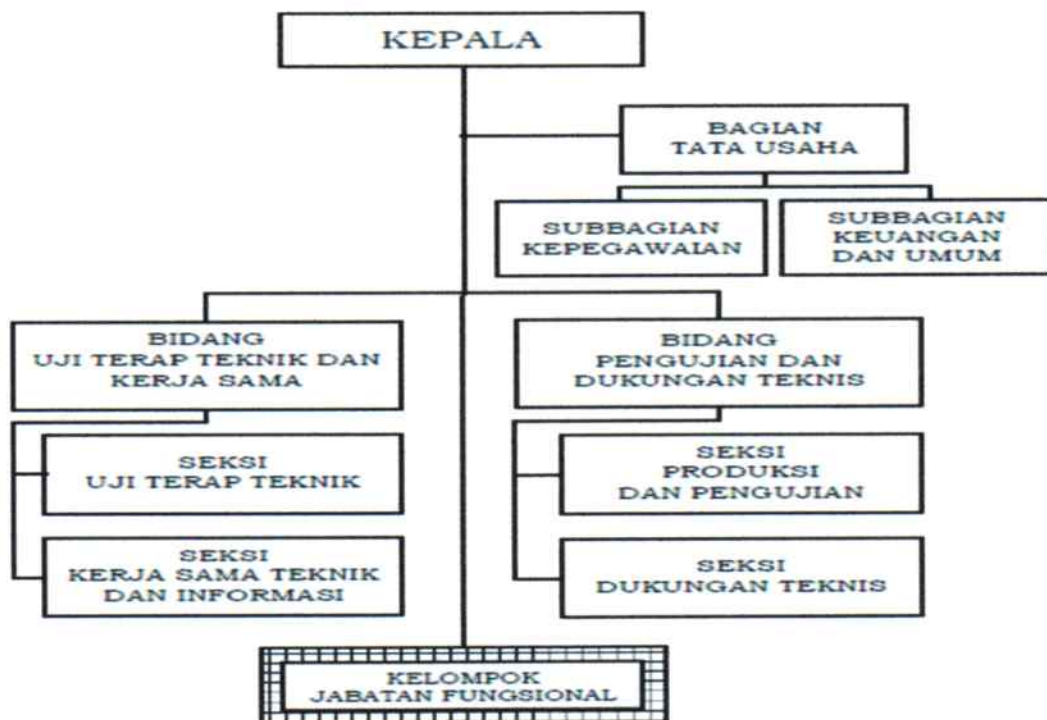 KEPALA
BAGIAN
TATA USAHA
SUBBAGIAN
KEPEGAWAIAN
SUBBAGIAN
KEUANGAN
DAN UMUM
BIDANG
UJI TERAP TEKNIK DAN
KERJA SAMA
BIDANG
PENGUJIAN DAN
DUKUNGAN TEKNIS
SEKSI
UJI TERAP TEKNIK
SEKSI
PRODUKSI
DAN PENGUJIAN
SEKSI
KERJA SAMA TEKNIK
DAN INFORMASI
SEKSI
DUKUNGAN TEKNIS
KELOMPOK
JABATAN FUNGSIONAL